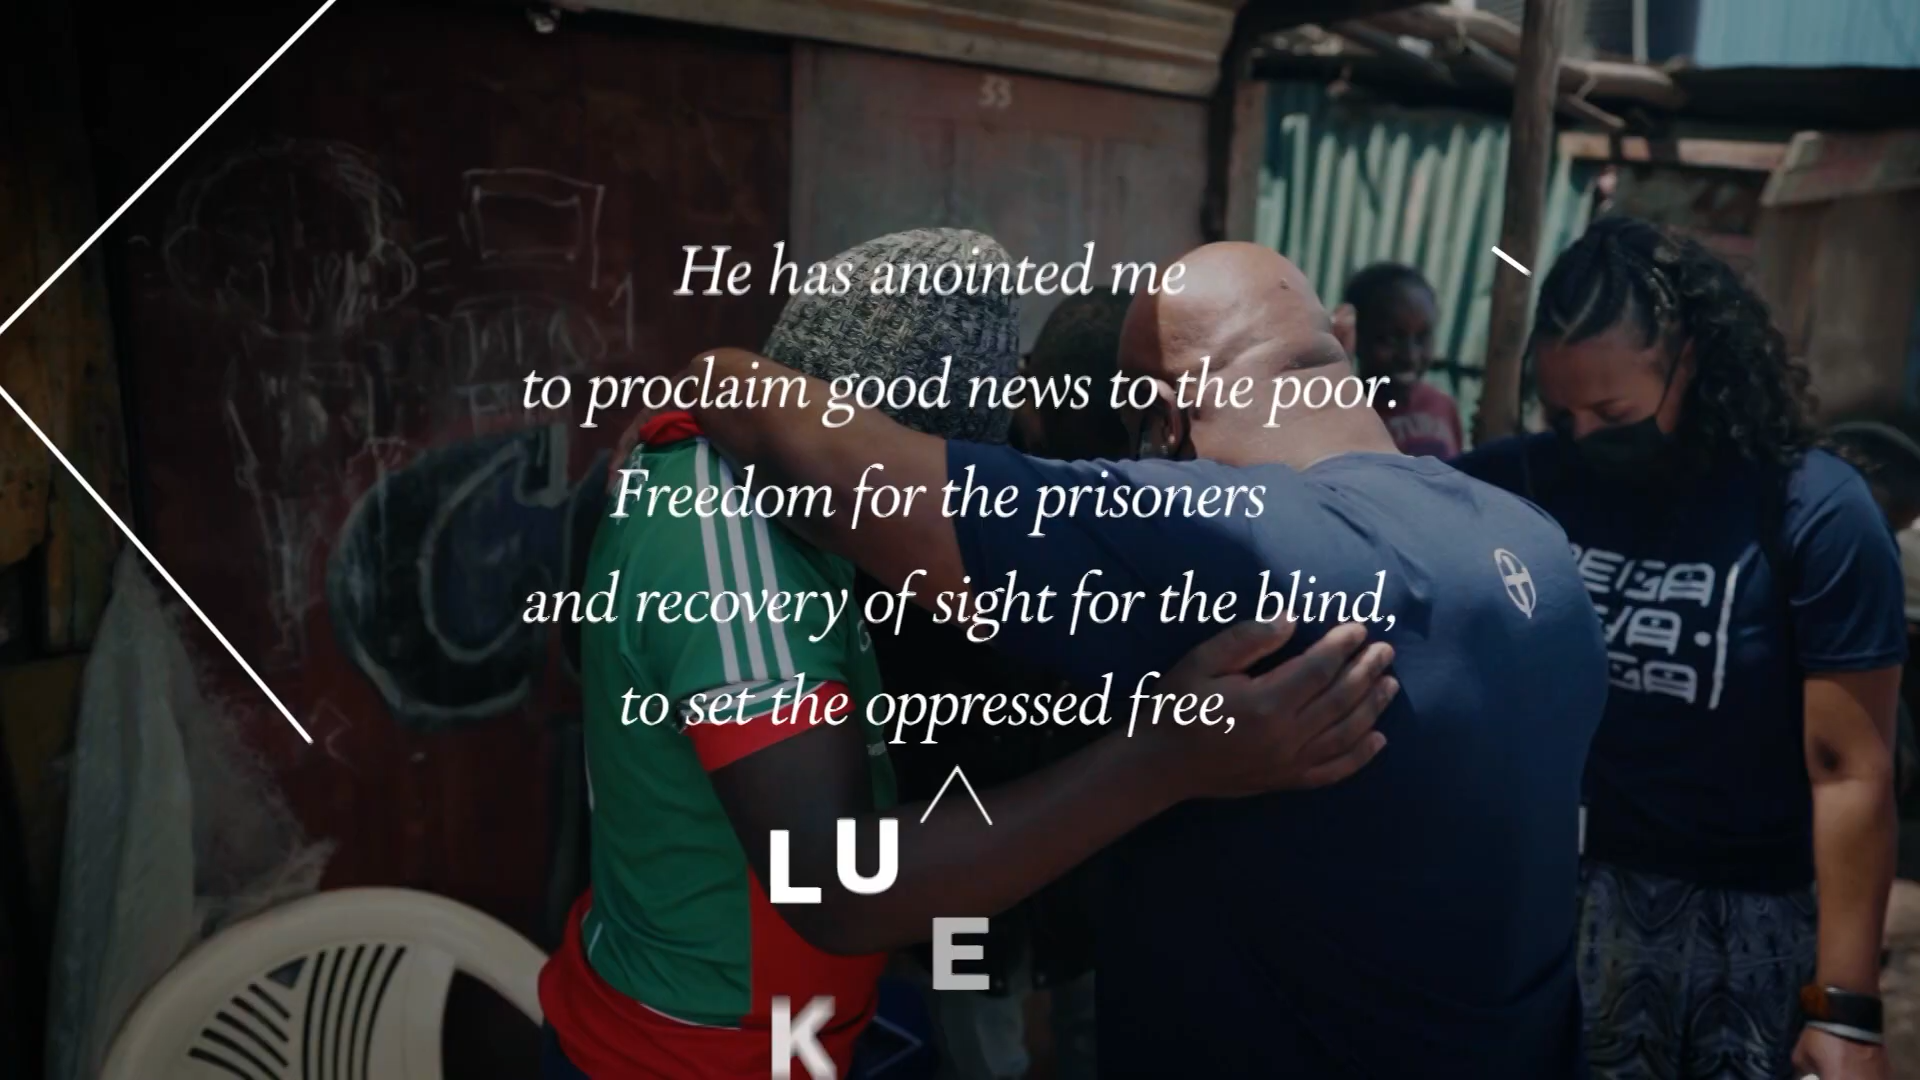 33
He has anointed me
to proclaim good news to the poor.
Freedom for the prisoners
and recovery of sight for the blind,
to set the oppressed free,
LU
E
K